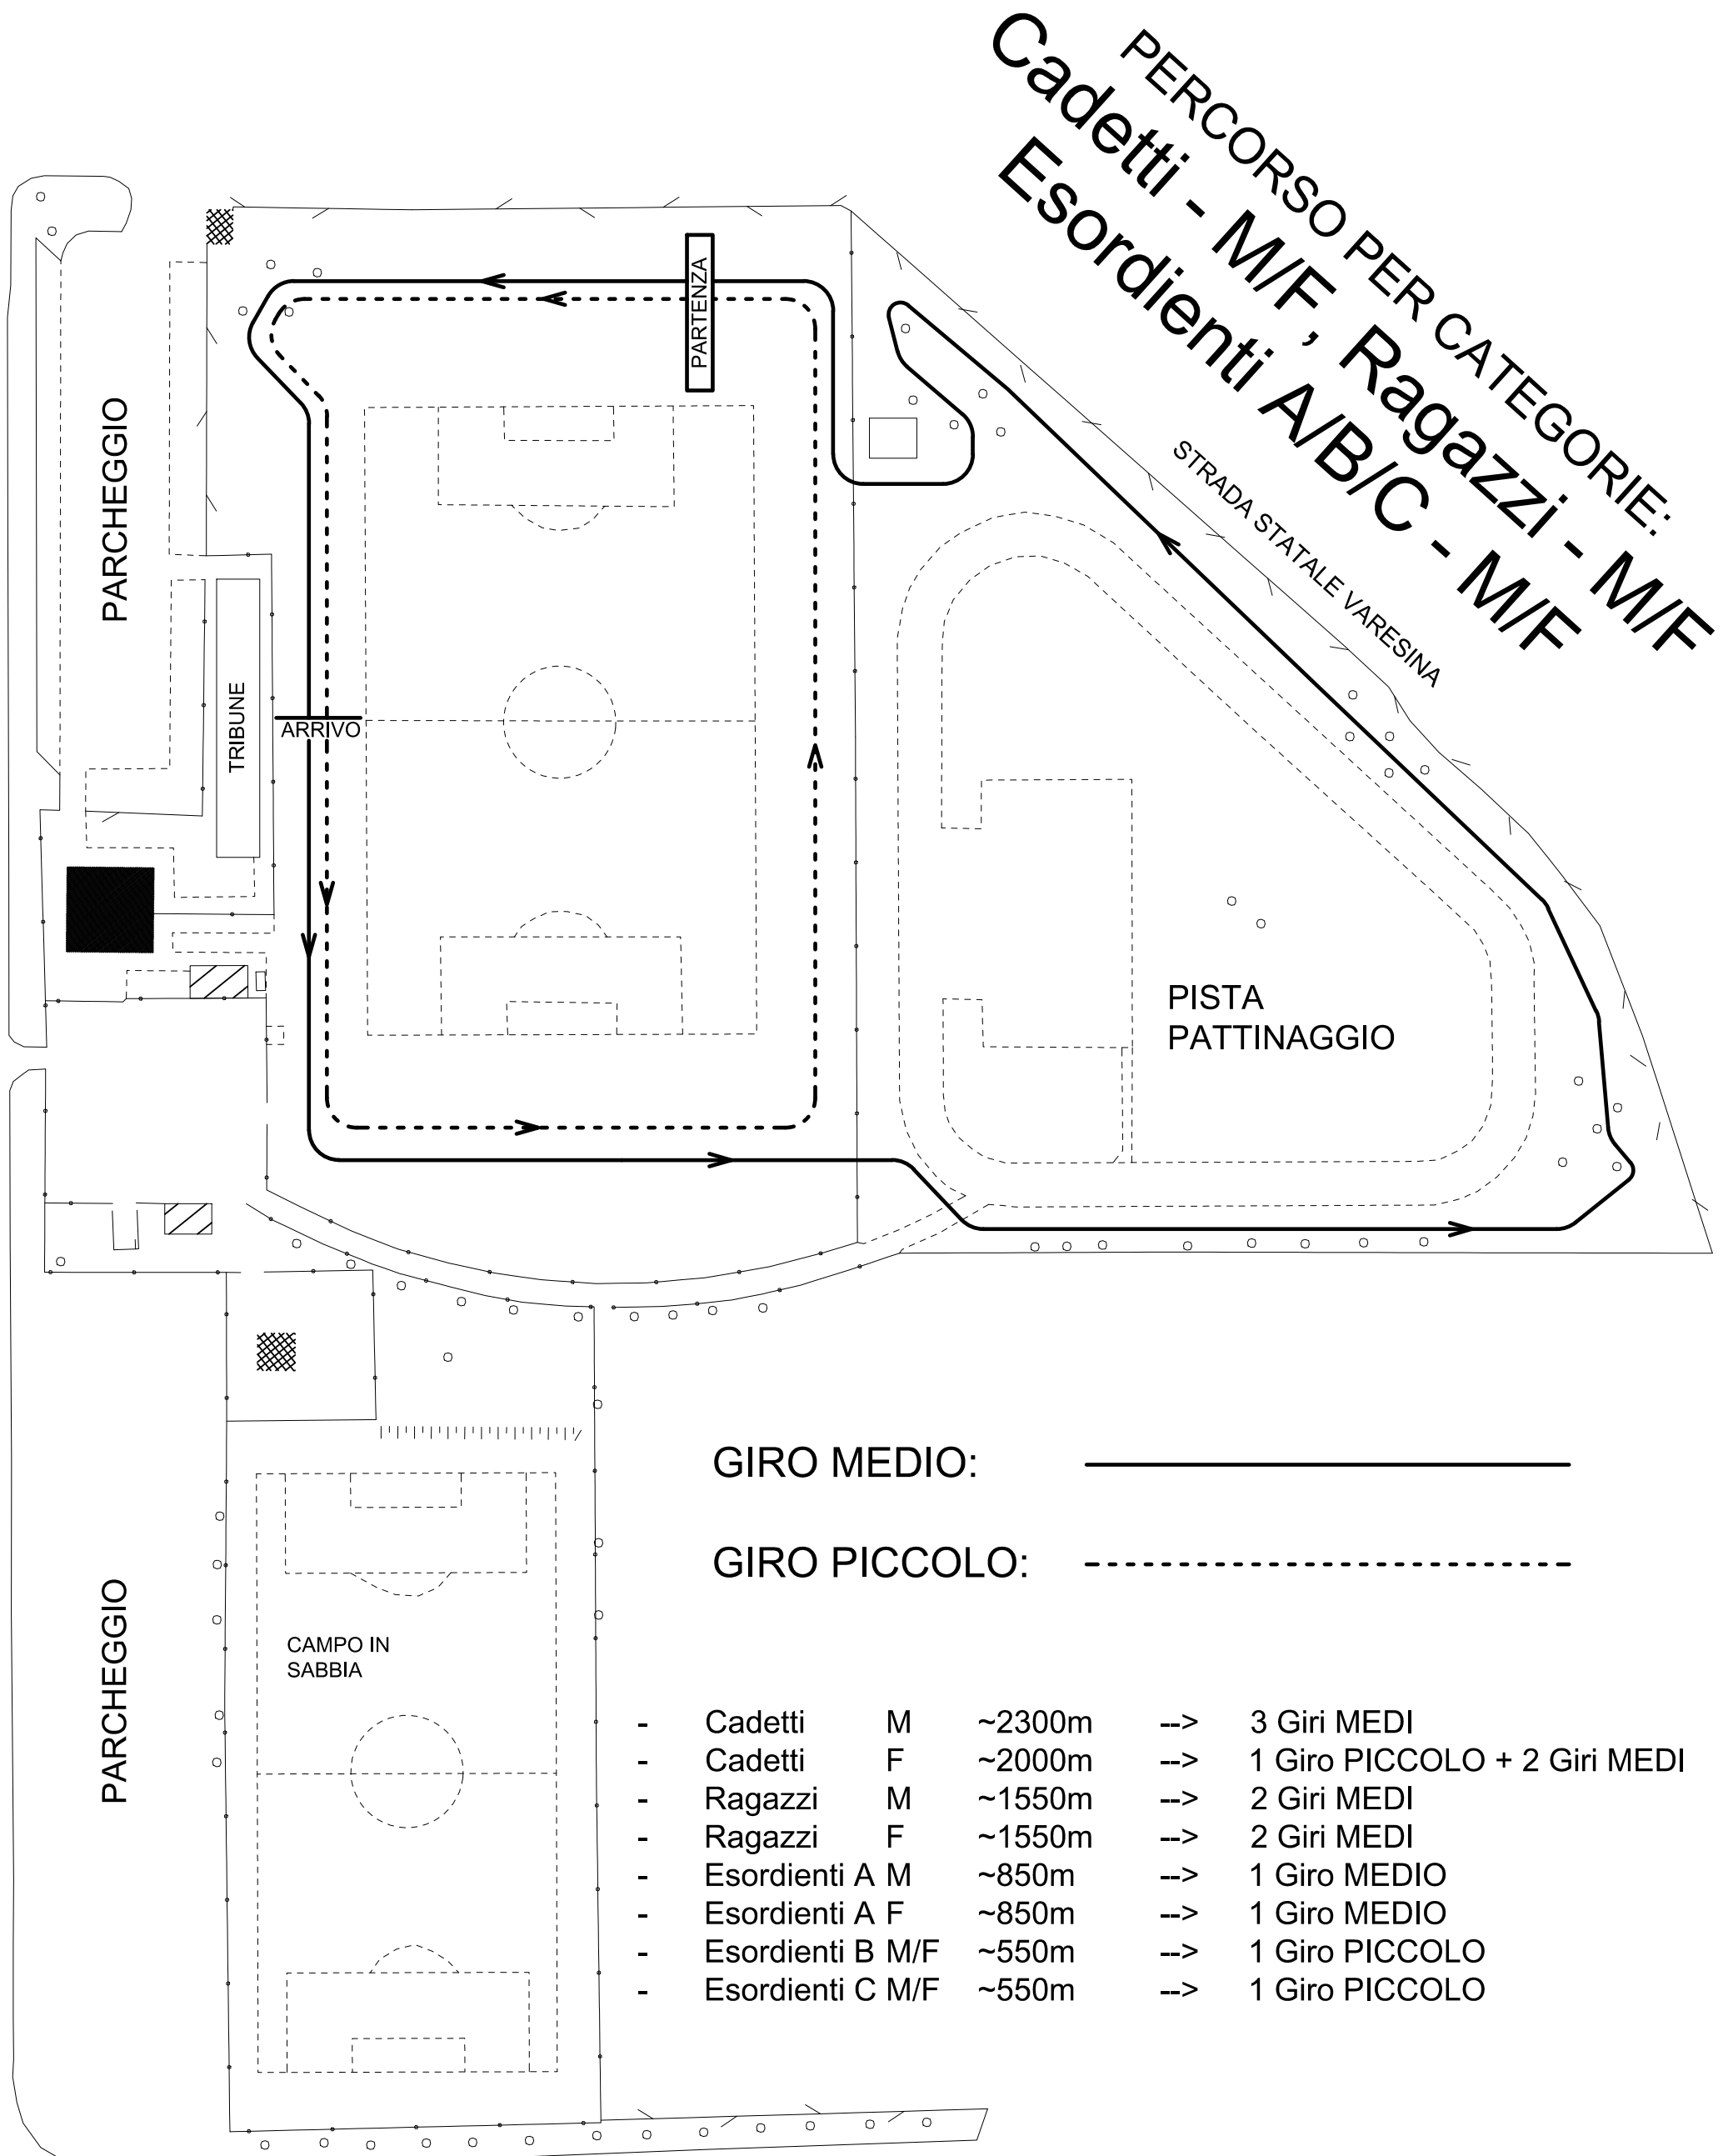 PERCORSO PER CATEGORIE:
Cadetti - M/F, Ragazzi - M/F
Esordienti A/B/C - M/F
STRADA STATALE VARESINA
PARTENZA
PARCHEGGIO
TRIBUNE
ARRIVO
PISTA
PATTINAGGIO
GIRO MEDIO:
GIRO PICCOLO:
PARCHEGGIO
CAMPO IN
SABBIA
- Cadetti M ~2300m --> 3 Giri MEDI
- Cadetti F ~2000m --> 1 Giro PICCOLO + 2 Giri MEDI
- Ragazzi M ~1550m --> 2 Giri MEDI
- Ragazzi F ~1550m --> 2 Giri MEDI
- Esordienti A M ~850m --> 1 Giro MEDIO
- Esordienti A F ~850m --> 1 Giro MEDIO
- Esordienti B M/F ~550m --> 1 Giro PICCOLO
- Esordienti C M/F ~550m --> 1 Giro PICCOLO